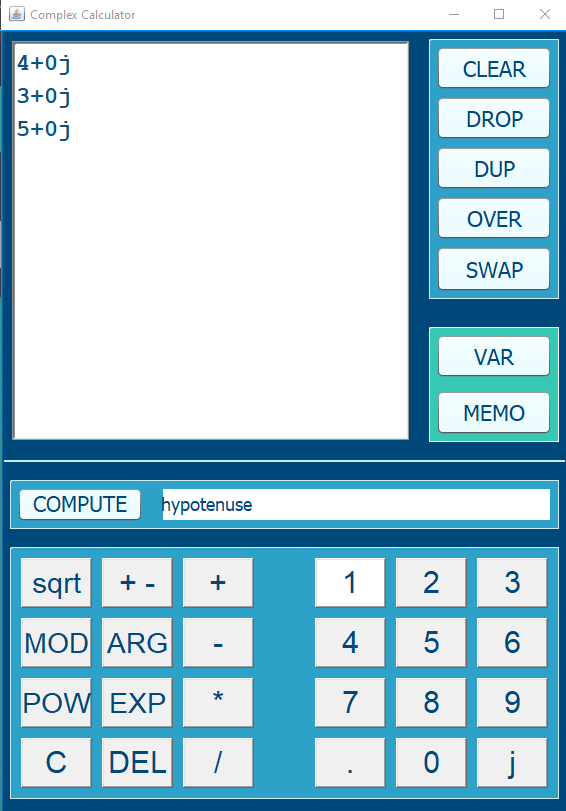 Complex Calculator
4+0j
3+0j
5+0j
CLEAR
DROP
DUP
OVER
SWAP
VAR
MEMO
COMPUTE hypotenuse
sqrt + - + 1 2 3
MOD ARG - 4 5 6
POW EXP * 7 8 9
C DEL / . 0 j